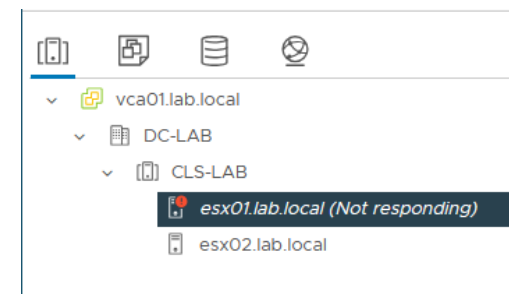 vca01.lab.local
DC-LAB
CLS-LAB
esx01.lab.local (Not responding)
esx02.lab.local